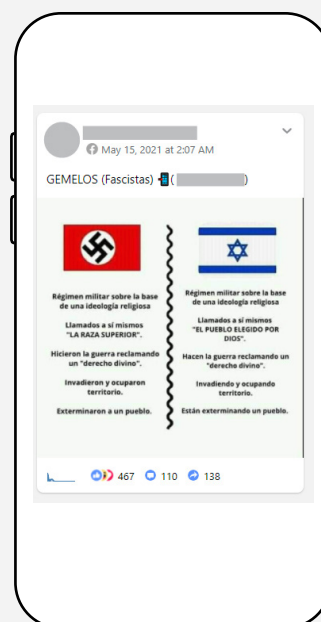 May 15, 2021 at 2:07 AM
GEMELOS (Fascistas) ( )
Régimen militar sobre la base
de una ideología religiosa
Llamados a sí mismos
"LA RAZA SUPERIOR".
Hicieron la guerra reclamando
un "derecho divino".
Invadieron y ocuparon
territorio.
Exterminaron a un pueblo.
Régimen militar sobre la base
de una ideología religiosa
Llamados a sí mismos
"EL PUEBLO ELEGIDO POR
DIOS".
Hacen la guerra reclamando un
"derecho divino".
Invadiendo y ocupando
territorio.
Están exterminando un pueblo.
467 110 138